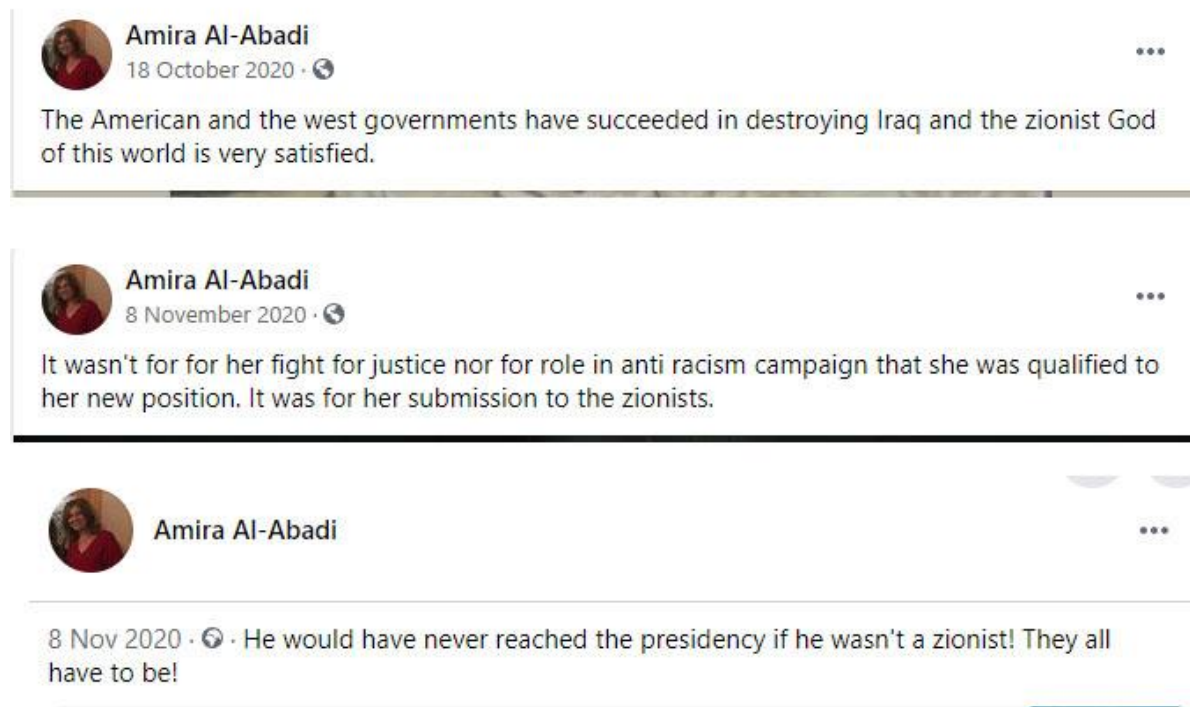 Amira Al-Abadi
18 October 2020 ·
The American and the west governments have succeeded in destroying Iraq and the zionist God
of this world is very satisfied.
Amira Al-Abadi
8 November 2020 ·
It wasn't for for her fight for justice nor for role in anti racism campaign that she was qualified to
her new position. It was for her submission to the zionists.
Amira Al-Abadi
8 Nov 2020 · · He would have never reached the presidency if he wasn't a zionist! They all
have to be!